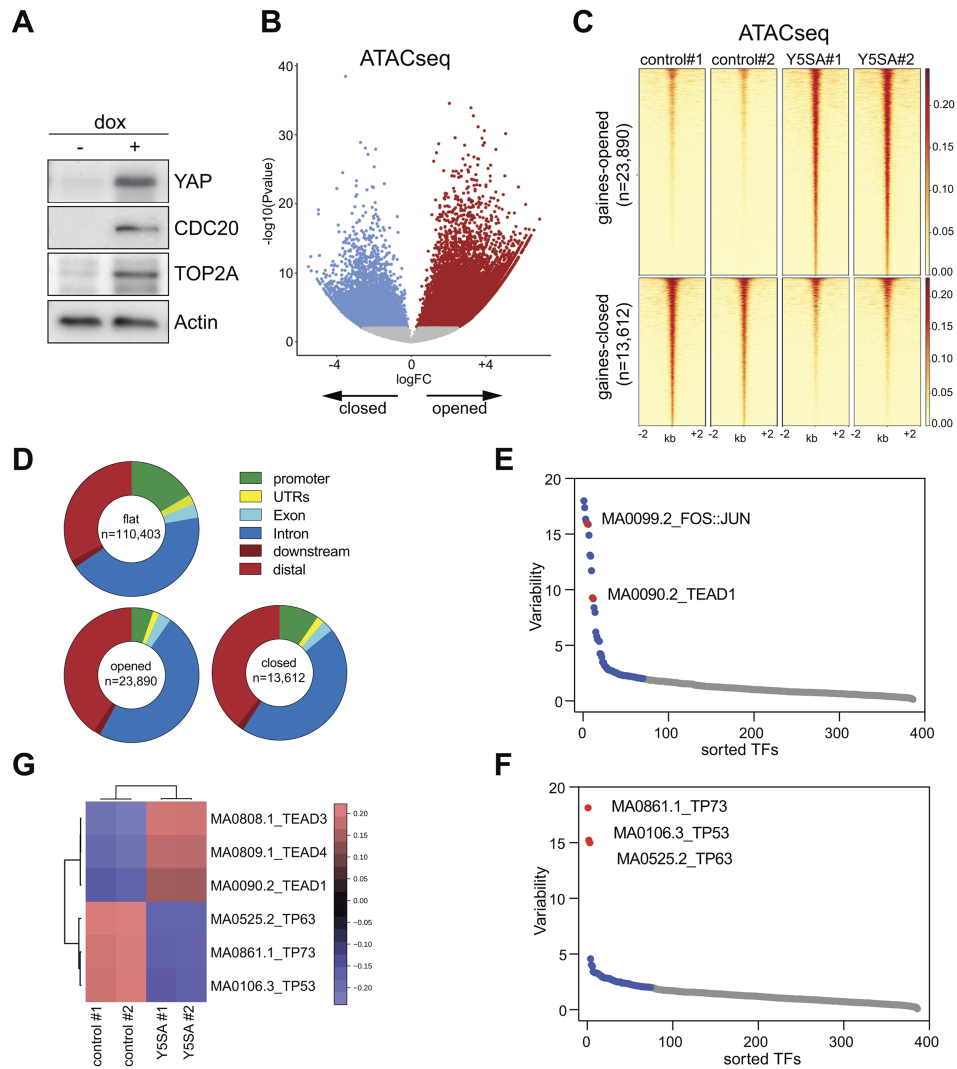 A
dox
- +
YAP
CDC20
TOP2A
Actin
B
ATACseq
-log10(Pvalue)
40
30
20
10
0
-4 0 +4
logFC
closed opened
C
ATACseq
control#1 control#2 Y5SA#1 Y5SA#2
gaines-opened
(n=23,890)
0.20
0.15
0.10
0.05
0.00
gaines-closed
(n=13,612)
0.20
0.15
0.10
0.05
0.00
-2 kb +2 -2 kb +2 -2 kb +2 -2 kb +2
D
flat
n=110,403
promoter
UTRs
Exon
Intron
downstream
distal
opened
n=23,890
closed
n=13,612
E
Variability
20
15
10
5
0
MA0099.2_FOS::JUN
MA0090.2_TEAD1
0 100 200 300 400
sorted TFs
G
MA0808.1_TEAD3
MA0809.1_TEAD4
MA0090.2_TEAD1
MA0525.2_TP63
MA0861.1_TP73
MA0106.3_TP53
control #1
control #2
Y5SA #1
Y5SA #2
0.20
0.15
0.10
0.05
0.00
−0.05
−0.10
−0.15
−0.20
F
Variability
20
15
10
5
0
MA0861.1_TP73
MA0106.3_TP53
MA0525.2_TP63
0 100 200 300 400
sorted TFs